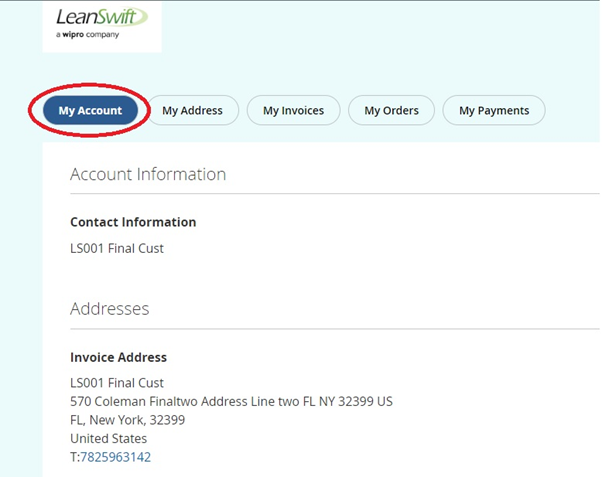 LeanSwift
a wipro company
My Account My Address My Invoices My Orders My Payments
Account Information
Contact Information
LS001 Final Cust
Addresses
Invoice Address
LS001 Final Cust
570 Coleman Finaltwo Address Line two FL NY 32399 US
FL, New York, 32399
United States
T:7825963142